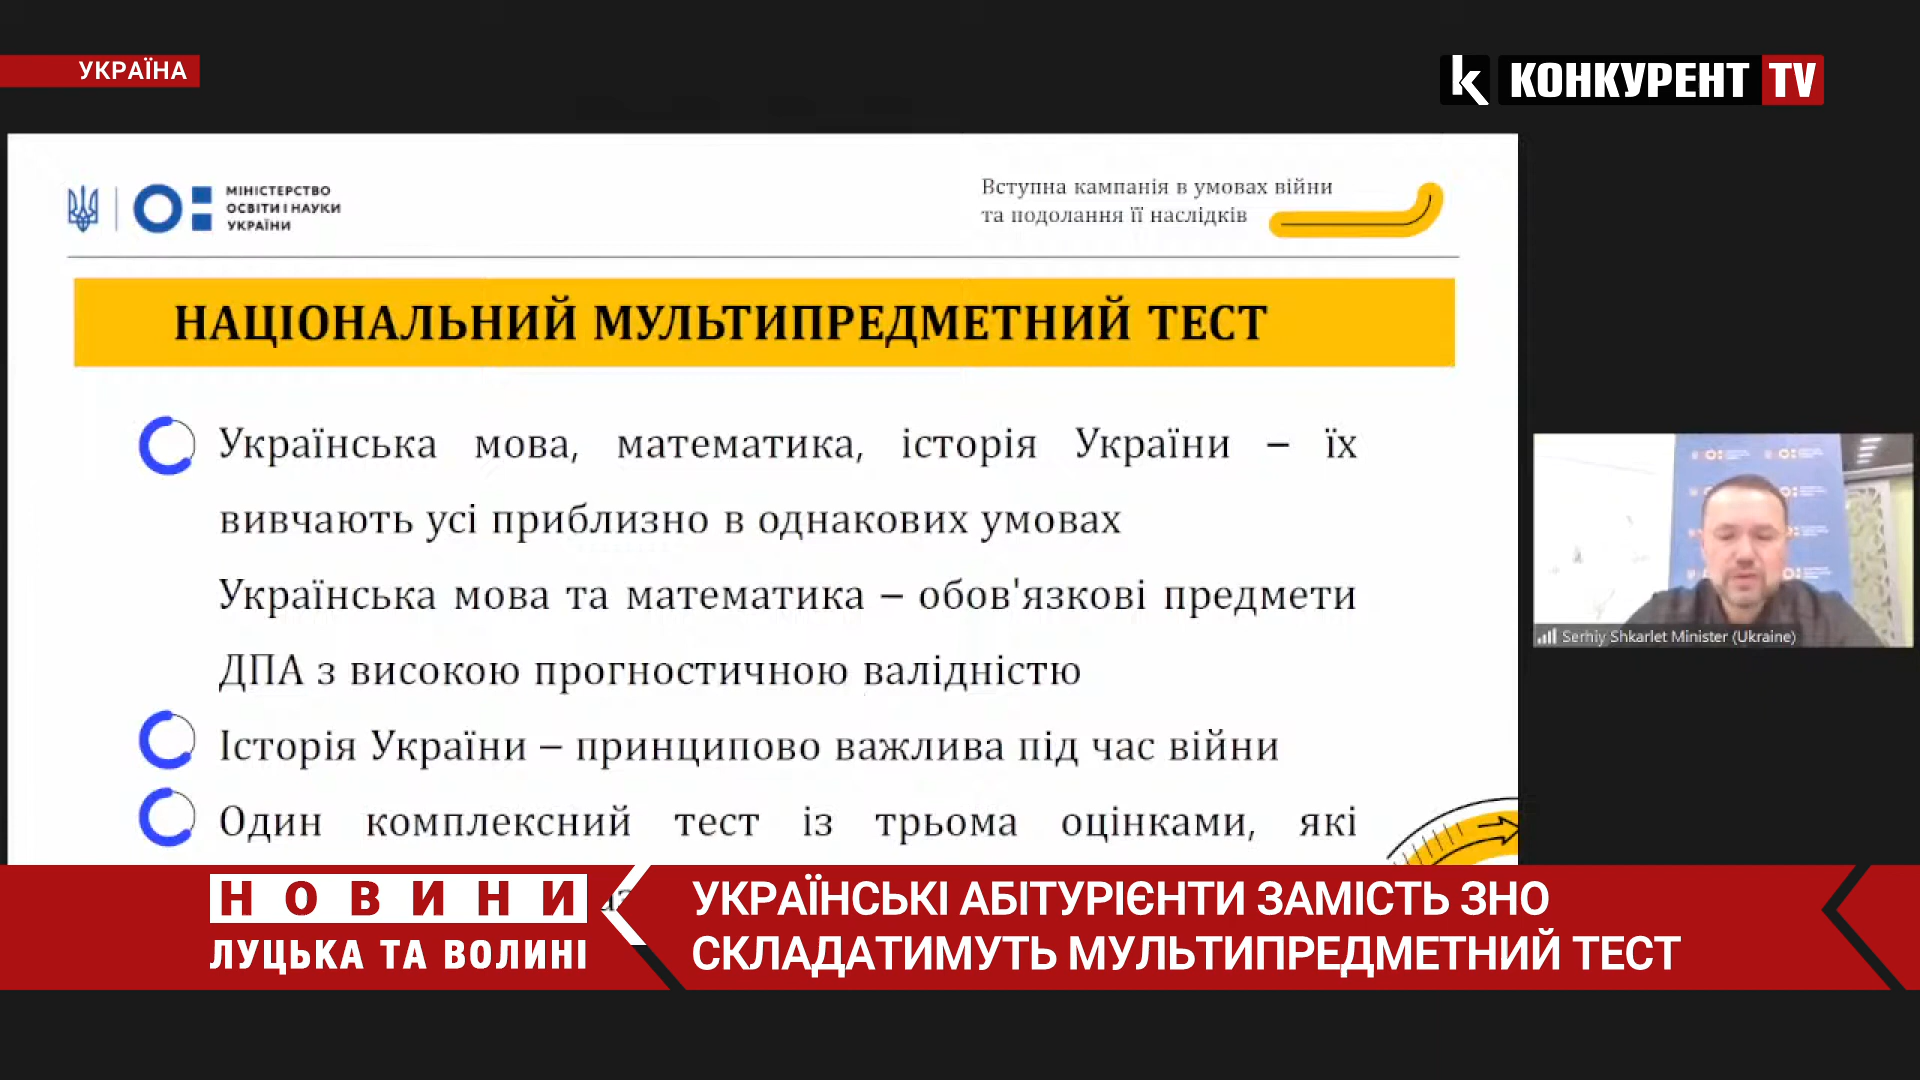 УКРАЇНА
КОНКУРЕНТ TV
МІНІСТЕРСТВО
ОСВІТИ І НАУКИ
УКРАЇНИ
Вступна кампанія в умовах війни
та подолання її наслідків
НАЦІОНАЛЬНИЙ МУЛЬТИПРЕДМЕТНИЙ ТЕСТ
Українська мова, математика, історія України – їх
вивчають усі приблизно в однакових умовах
Українська мова та математика – обов'язкові предмети
ДПА з високою прогностичною валідністю
Історія України – принципово важлива під час війни
Один комплексний тест із трьома оцінками, які
Serhiy Shkarlet Minister (Ukraine)
НОВИНИ
ЛУЦЬКА ТА ВОЛИНІ
УКРАЇНСЬКІ АБІТУРІЄНТИ ЗАМІСТЬ ЗНО
СКЛАДАТИМУТЬ МУЛЬТИПРЕДМЕТНИЙ ТЕСТ